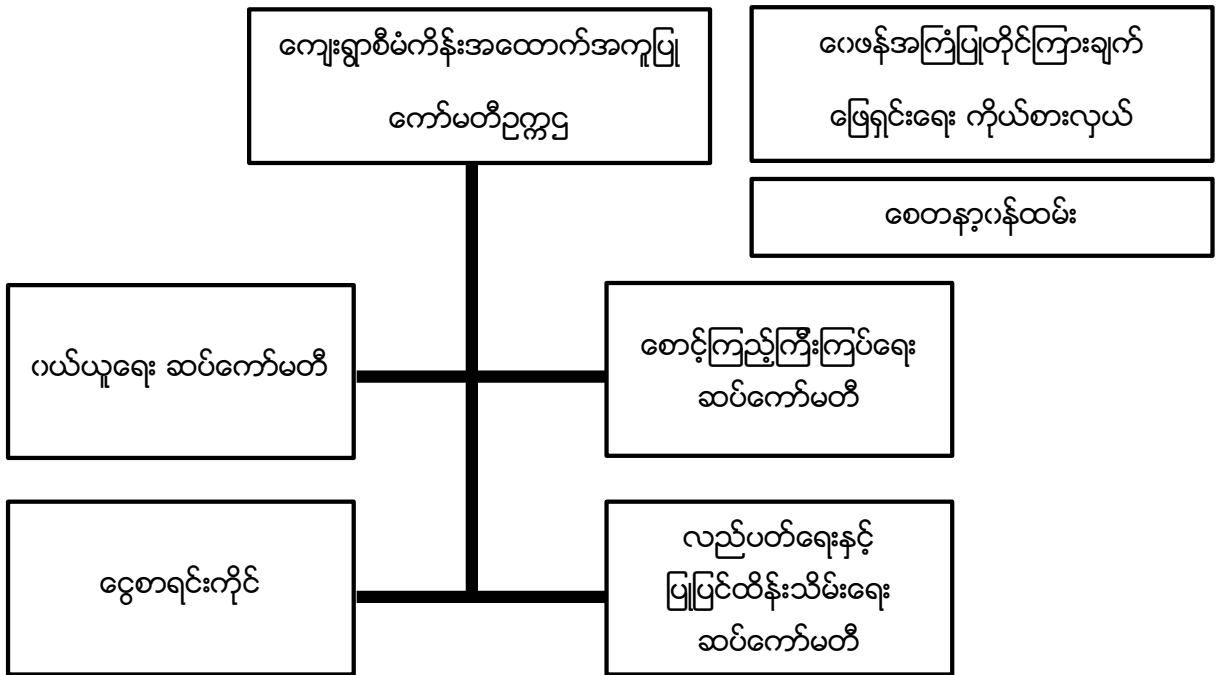 ကျေးရွာစီမံကိန်းအထောက်အကူပြု
ကော်မတီဥက္ကဋ္ဌ
ဝေဖန်အကြံပြုတိုင်ကြားချက်
ဖြေရှင်းရေး ကိုယ်စားလှယ်
စေတနာ့ဝန်ထမ်း
ဝယ်ယူရေး ဆပ်ကော်မတီ
စောင့်ကြည့်ကြီးကြပ်ရေး
ဆပ်ကော်မတီ
ငွေစာရင်းကိုင်
လည်ပတ်ရေးနှင့်
ပြုပြင်ထိန်းသိမ်းရေး
ဆပ်ကော်မတီ